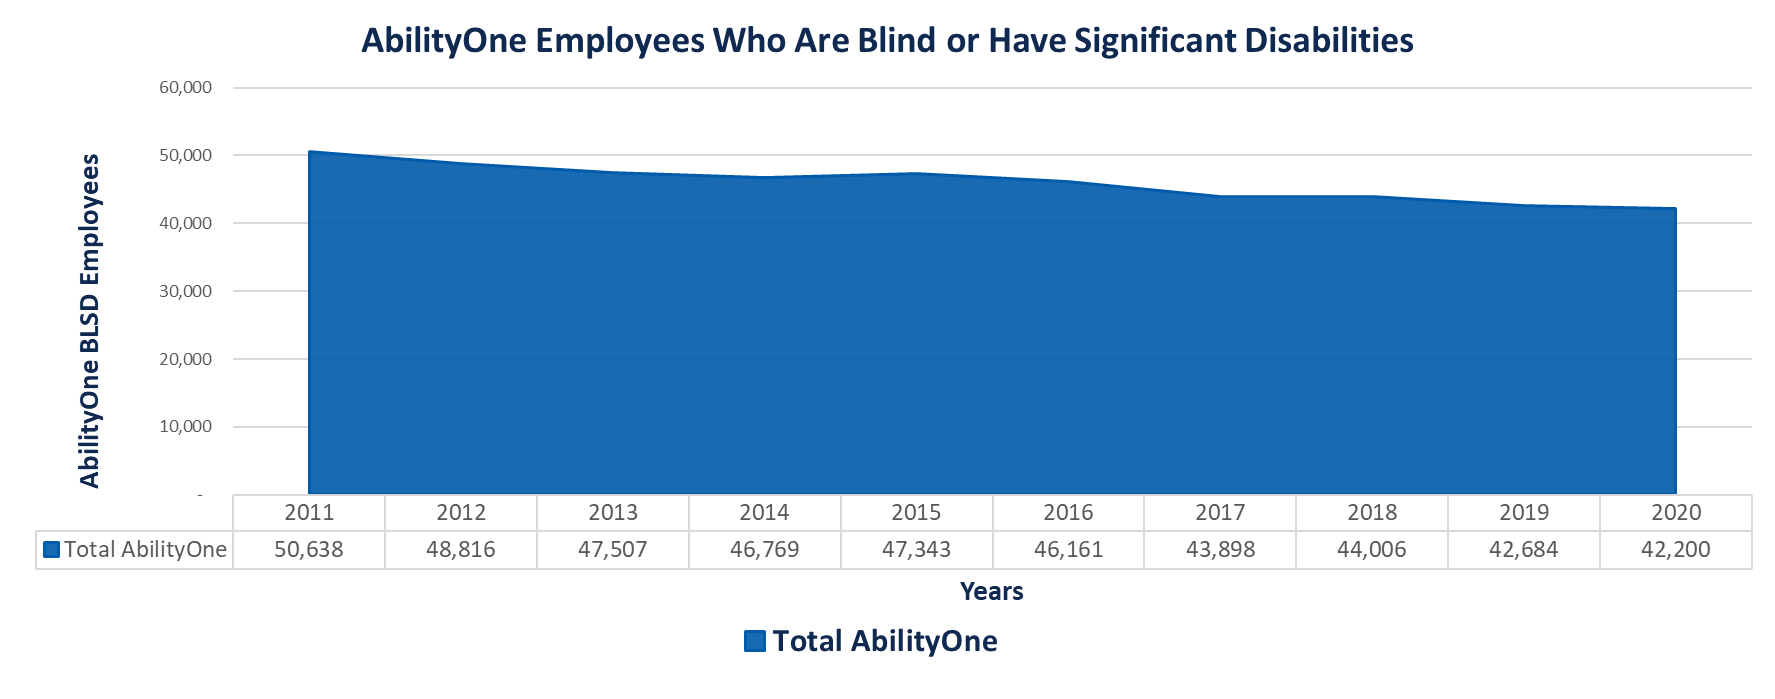 AbilityOne Employees Who Are Blind or Have Significant Disabilities
60,000
50,000
40,000
30,000
20,000
10,000
-
AbilityOne BLSD Employees
2011 2012 2013 2014 2015 2016 2017 2018 2019 2020
Total AbilityOne 50,638 48,816 47,507 46,769 47,343 46,161 43,898 44,006 42,684 42,200
Years
Total AbilityOne